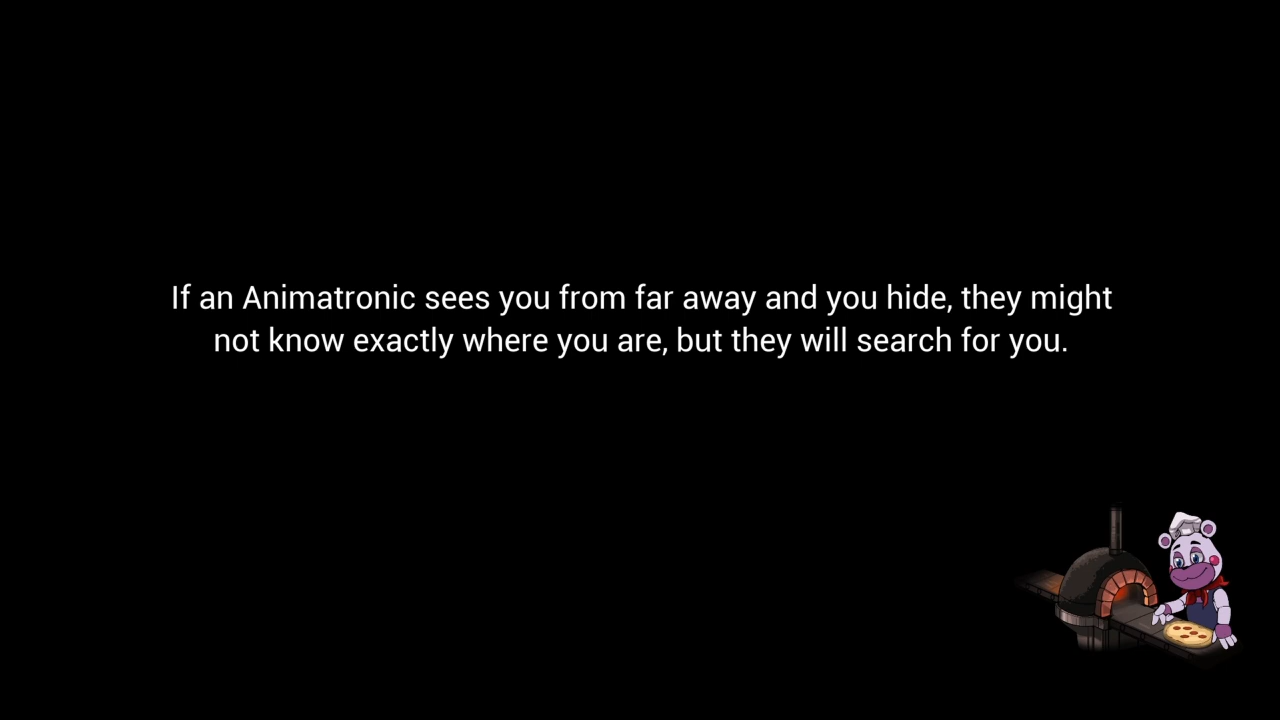 If an Animatronic sees you from far away and you hide, they might
not know exactly where you are, but they will search for you.